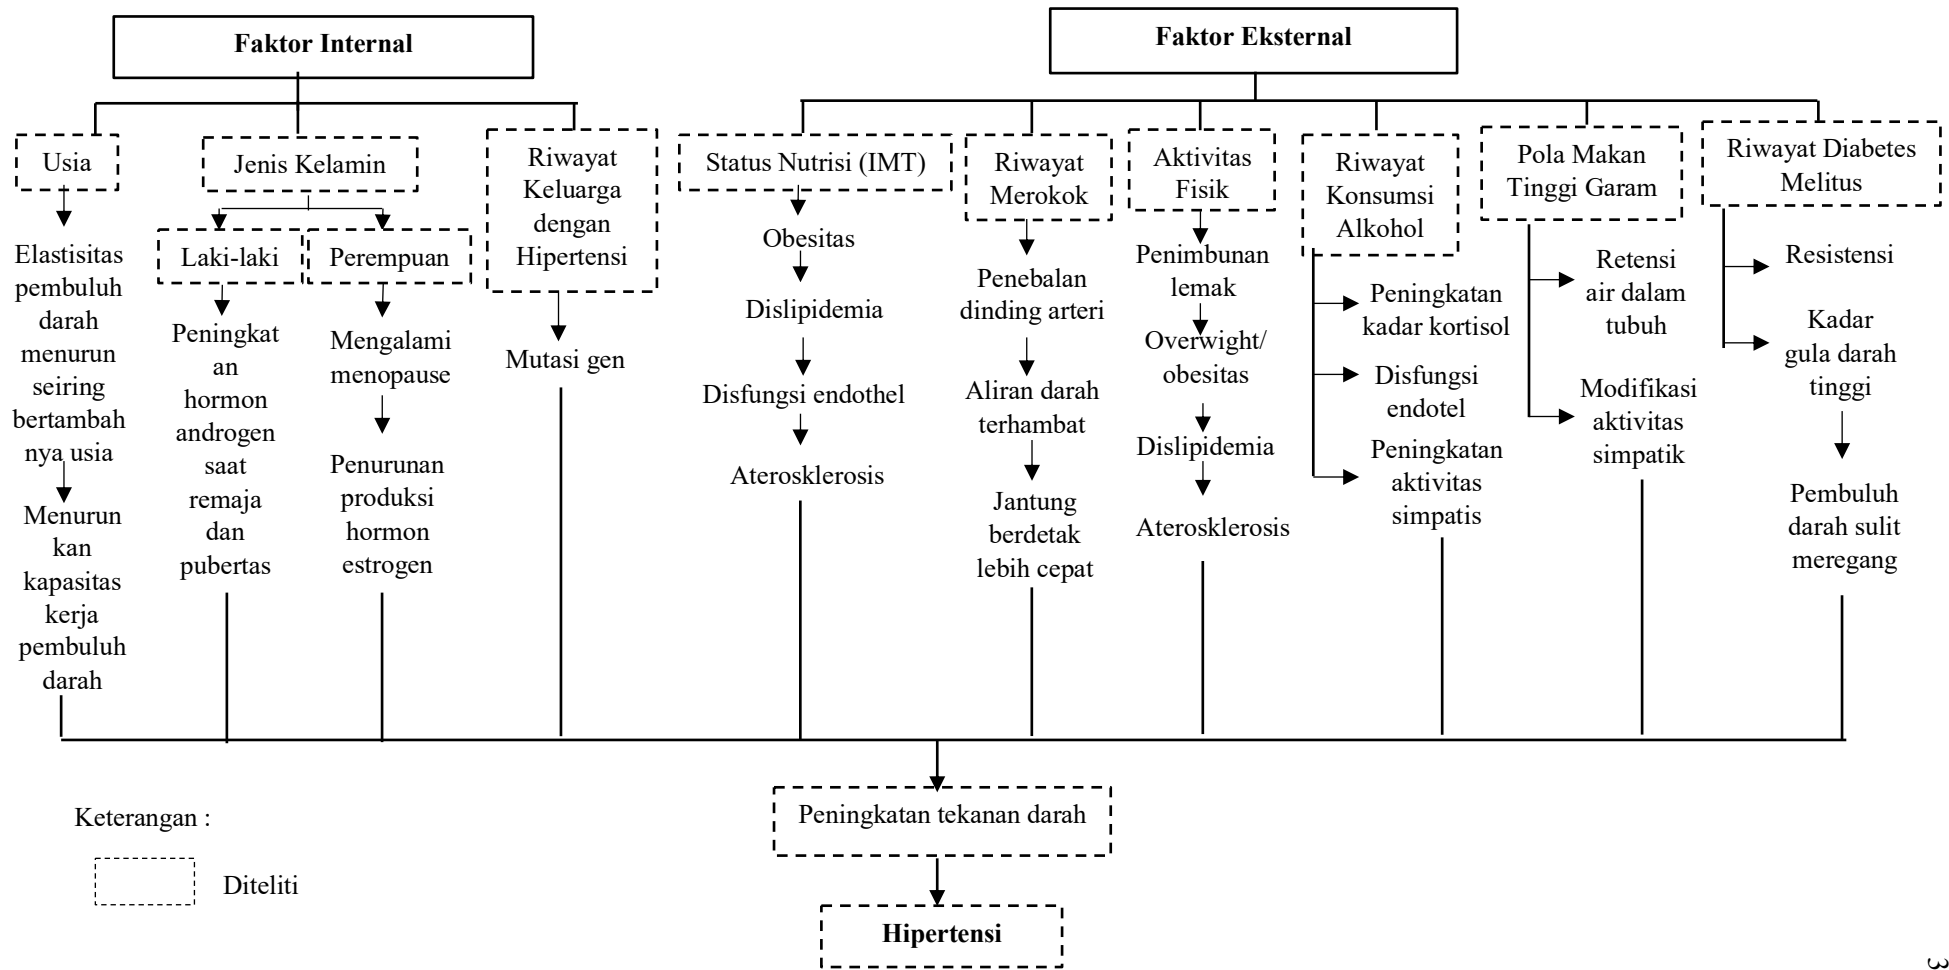 Faktor Internal
Faktor Eksternal
Usia
Elastisitas
pembuluh
darah
menurun
seiring
bertambah
nya usia
Menurun
kan
kapasitas
kerja
pembuluh
darah
Jenis Kelamin
Laki-laki
Peningkat
an
hormon
androgen
saat
remaja
dan
pubertas
Perempuan
Mengalami
menopause
Penurunan
produksi
hormon
estrogen
Riwayat
Keluarga
dengan
Hipertensi
Mutasi gen
Status Nutrisi (IMT)
Obesitas
Dislipidemia
Disfungsi endothel
Aterosklerosis
Riwayat
Merokok
Penebalan
dinding arteri
Aliran darah
terhambat
Jantung
berdetak
lebih cepat
Aktivitas
Fisik
Penimbunan
lemak
Overwight/
obesitas
Dislipidemia
Aterosklerosis
Riwayat
Konsumsi
Alkohol
Peningkatan
kadar kortisol
Disfungsi
endotel
Peningkatan
aktivitas
simpatis
Pola Makan
Tinggi Garam
Retensi
air dalam
tubuh
Modifikasi
aktivitas
simpatik
Riwayat Diabetes
Melitus
Resistensi
Kadar
gula darah
tinggi
Pembuluh
darah sulit
meregang
Peningkatan tekanan darah
Hipertensi
Keterangan :
Diteliti
3